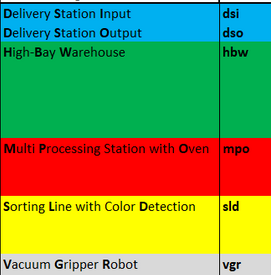 Delivery Station Input dsi
Delivery Station Output dso
High-Bay Warehouse hbw
Multi Processing Station with Oven mpo
Sorting Line with Color Detection sld
Vacuum Gripper Robot vgr